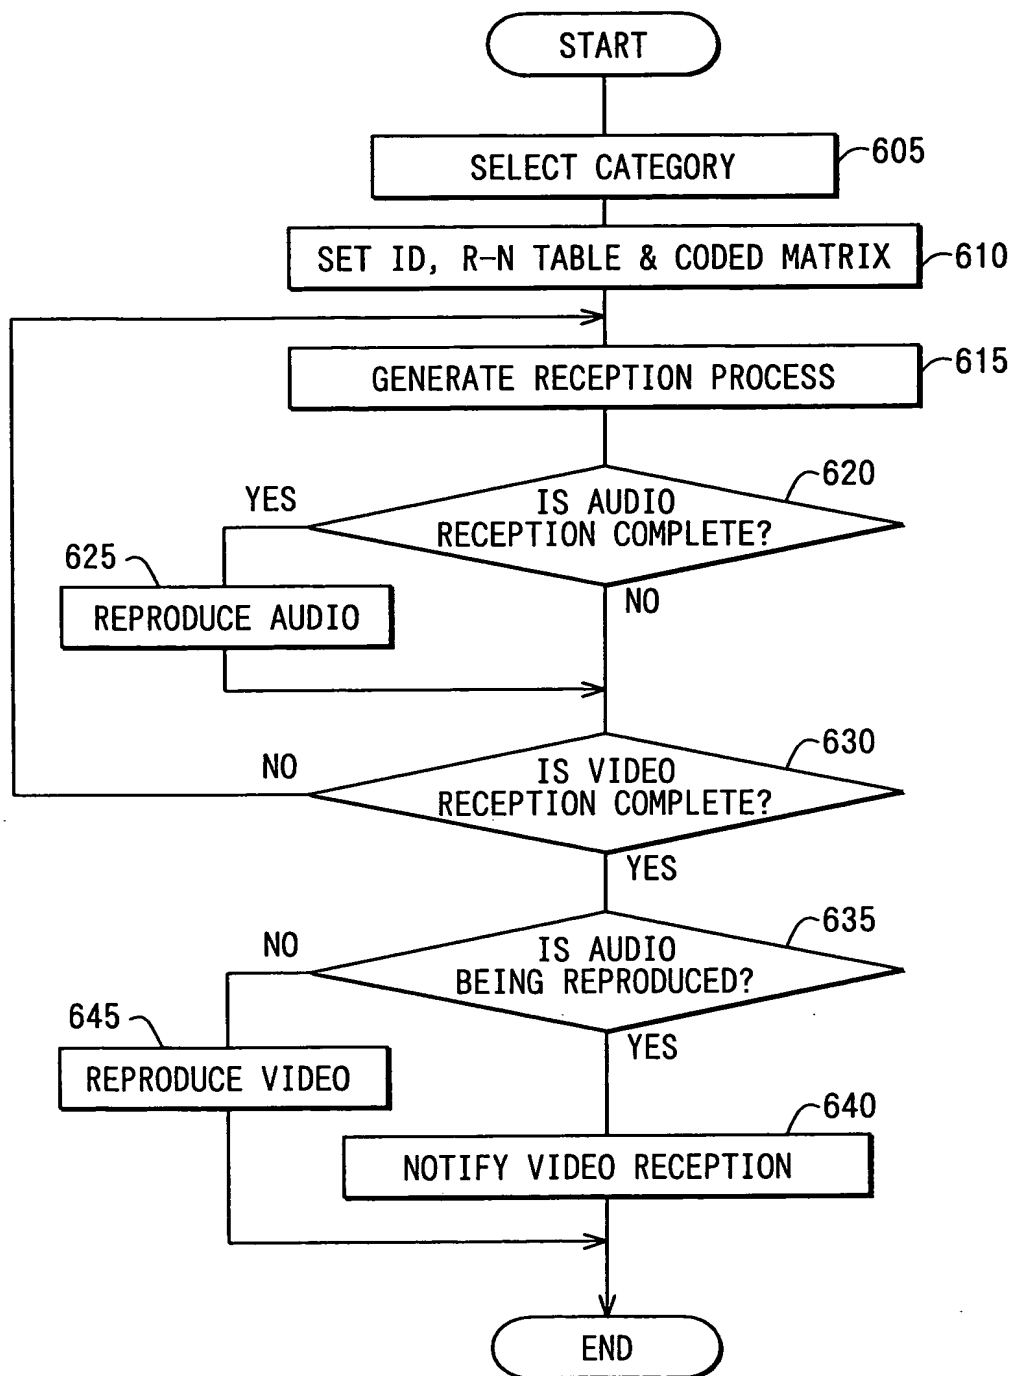 START
SELECT CATEGORY
605
SET ID, R-N TABLE & CODED MATRIX
610
GENERATE RECEPTION PROCESS
615
620
YES
IS AUDIO
RECEPTION COMPLETE?
625
NO
REPRODUCE AUDIO
630
NO
IS VIDEO
RECEPTION COMPLETE?
YES
635
NO
IS AUDIO
BEING REPRODUCED?
645
YES
REPRODUCE VIDEO
640
NOTIFY VIDEO RECEPTION
END